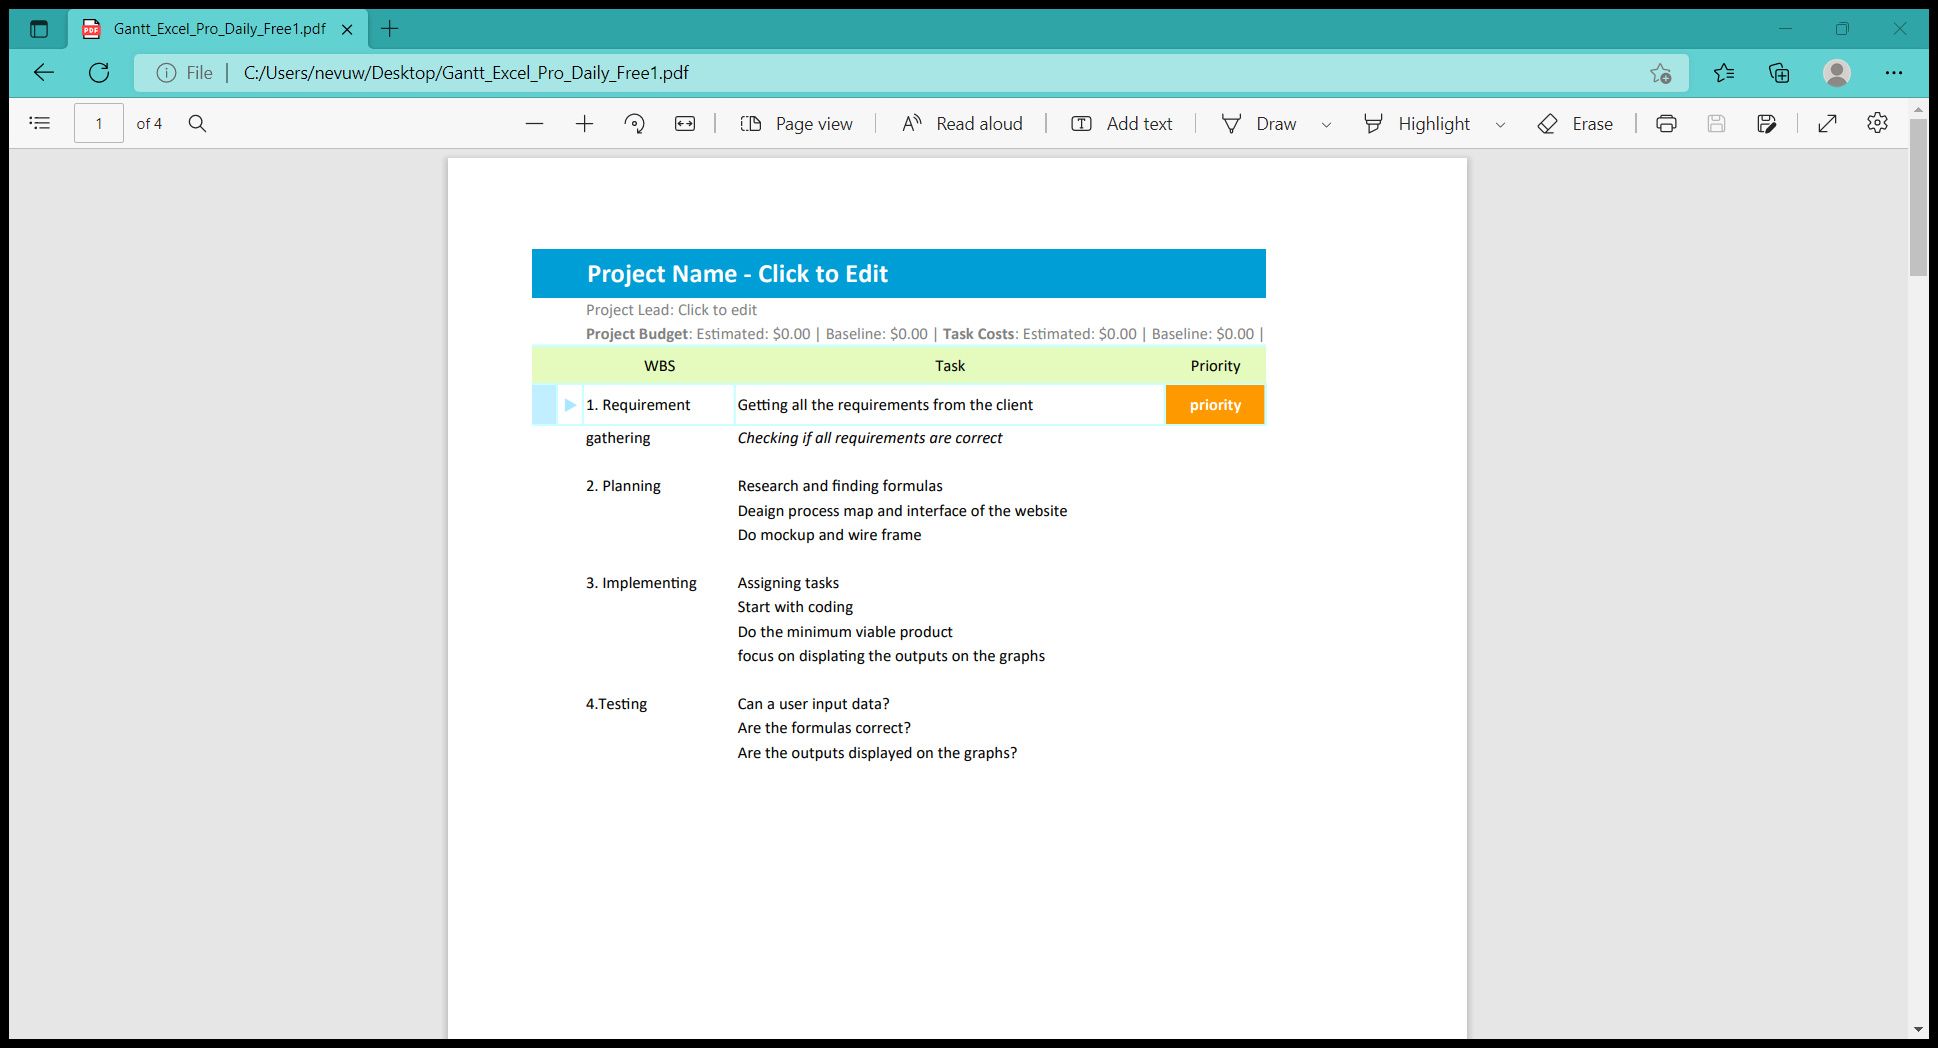 Gantt_Excel_Pro_Daily_Free1.pdf
File | C:/Users/nevuw/Desktop/Gantt_Excel_Pro_Daily_Free1.pdf
1 of 4 Page view Read aloud Add text Draw Highlight Erase
Project Name - Click to Edit
Project Lead: Click to edit
Project Budget: Estimated: $0.00 | Baseline: $0.00 | Task Costs: Estimated: $0.00 | Baseline: $0.00 |
WBS Task Priority
1. Requirement Getting all the requirements from the client priority
gathering Checking if all requirements are correct
2. Planning Research and finding formulas
Deaign process map and interface of the website
Do mockup and wire frame
3. Implementing Assigning tasks
Start with coding
Do the minimum viable product
focus on displating the outputs on the graphs
4.Testing Can a user input data?
Are the formulas correct?
Are the outputs displayed on the graphs?